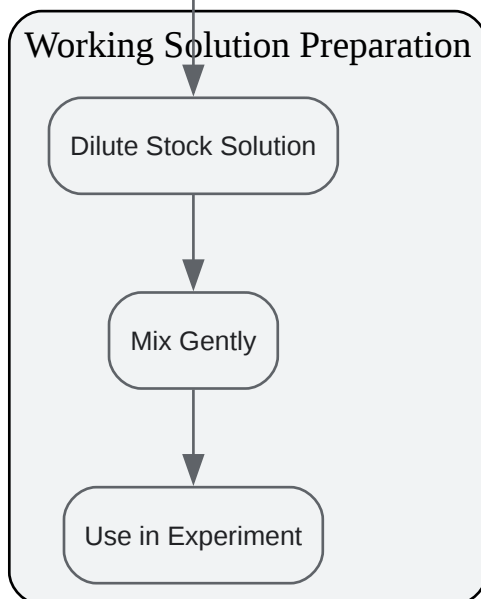 Working Solution Preparation
Dilute Stock Solution
Mix Gently
Use in Experiment